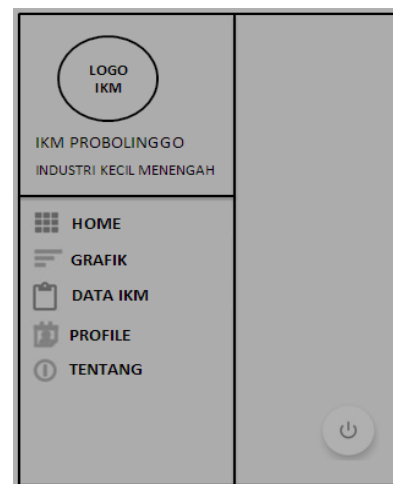 LOGO
IKM
IKM PROBOLINGGO
INDUSTRI KECIL MENENGAH
HOME
GRAFIK
DATA IKM
PROFILE
TENTANG